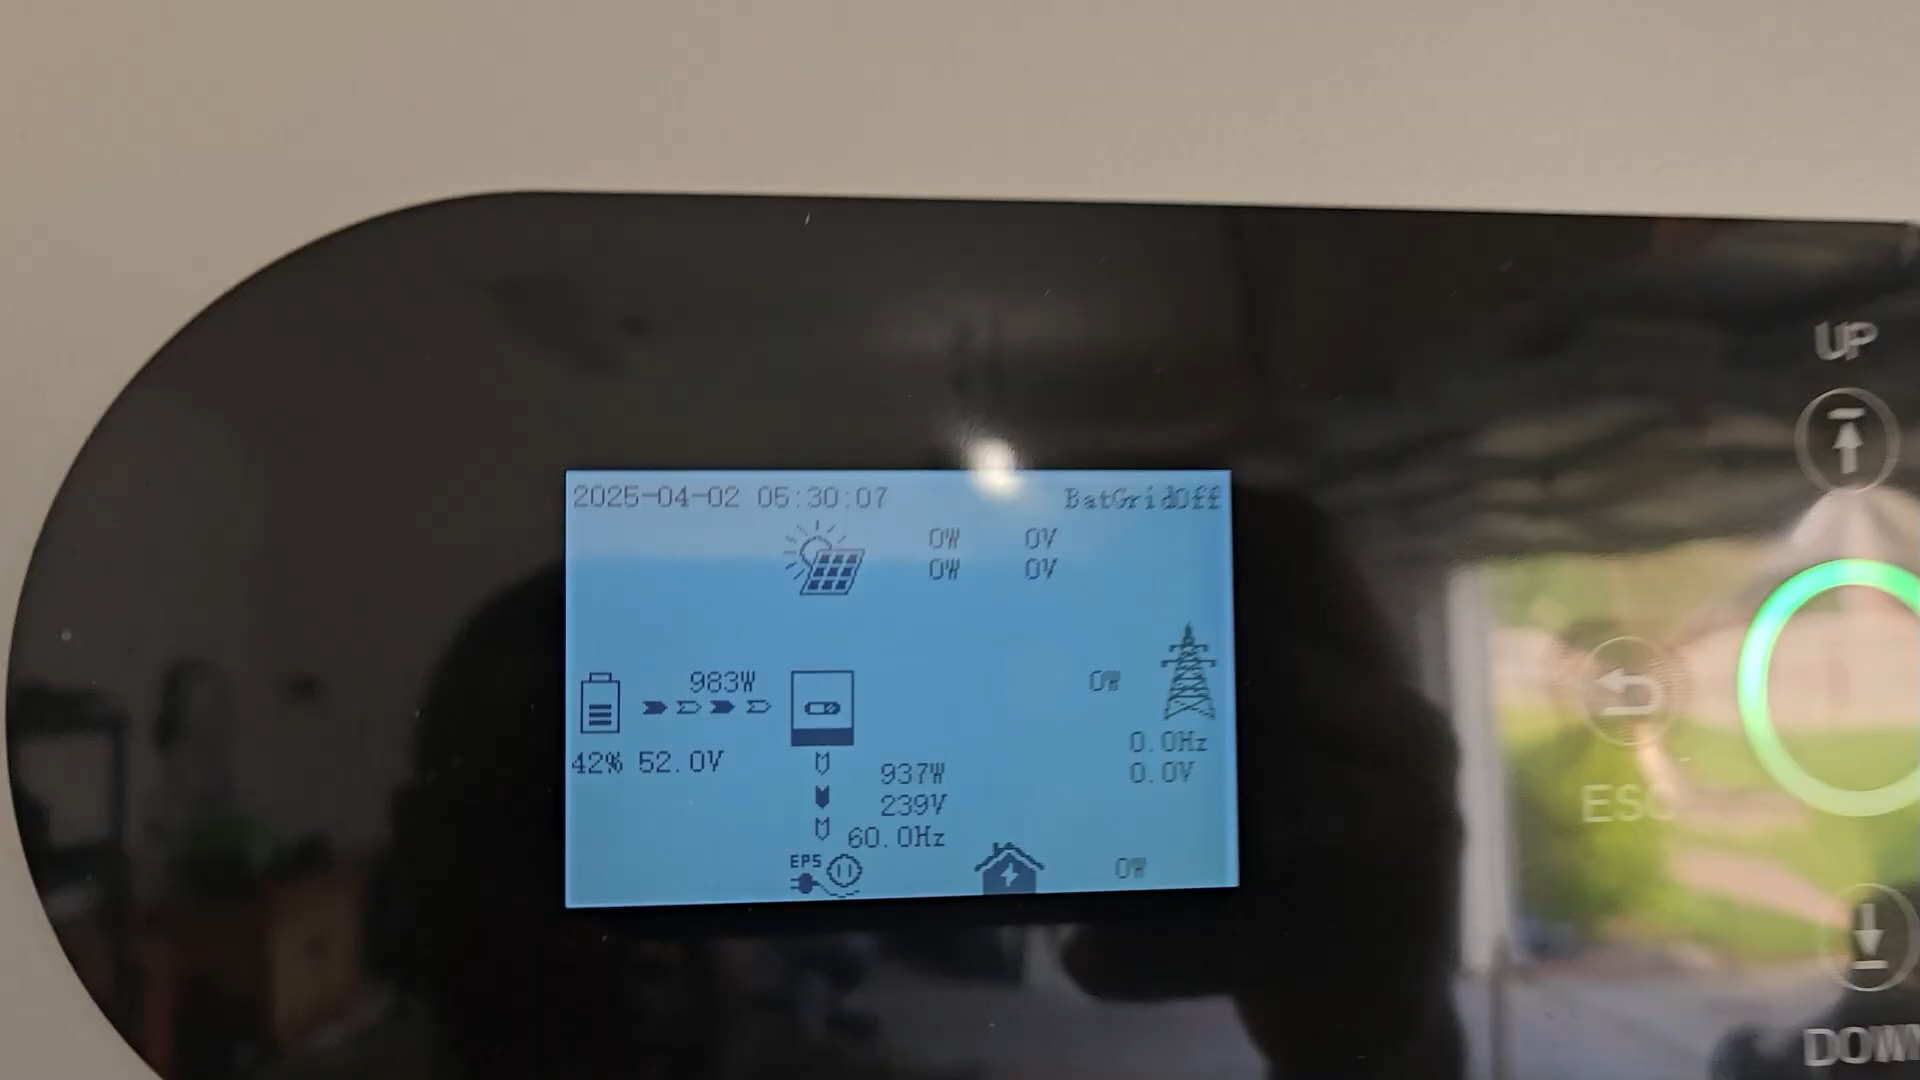 2025-04-02 05:30:07 BatGridOff
0W 0V
0W 0V
983W
42% 52.0V
0W
0.0Hz
0.0V
937W
239V
60.0Hz
EPS
0W
UP
ESC
DOWN